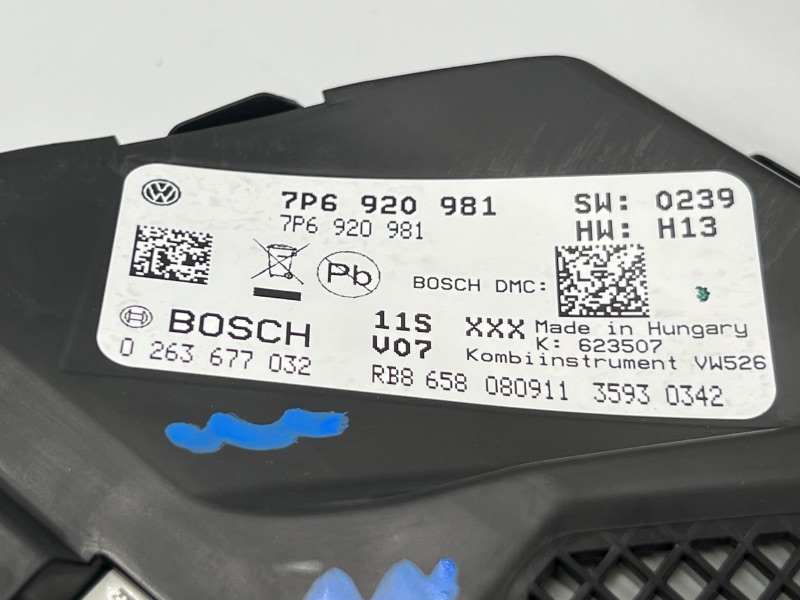 7P6 920 981 SW: 0239
7P6 920 981 HW: H13
Pb BOSCH DMC:
BOSCH 11S XXX Made in Hungary
V07 K: 623507
0 263 677 032 Kombiinstrument VW526
RB8 658 080911 3593 0342